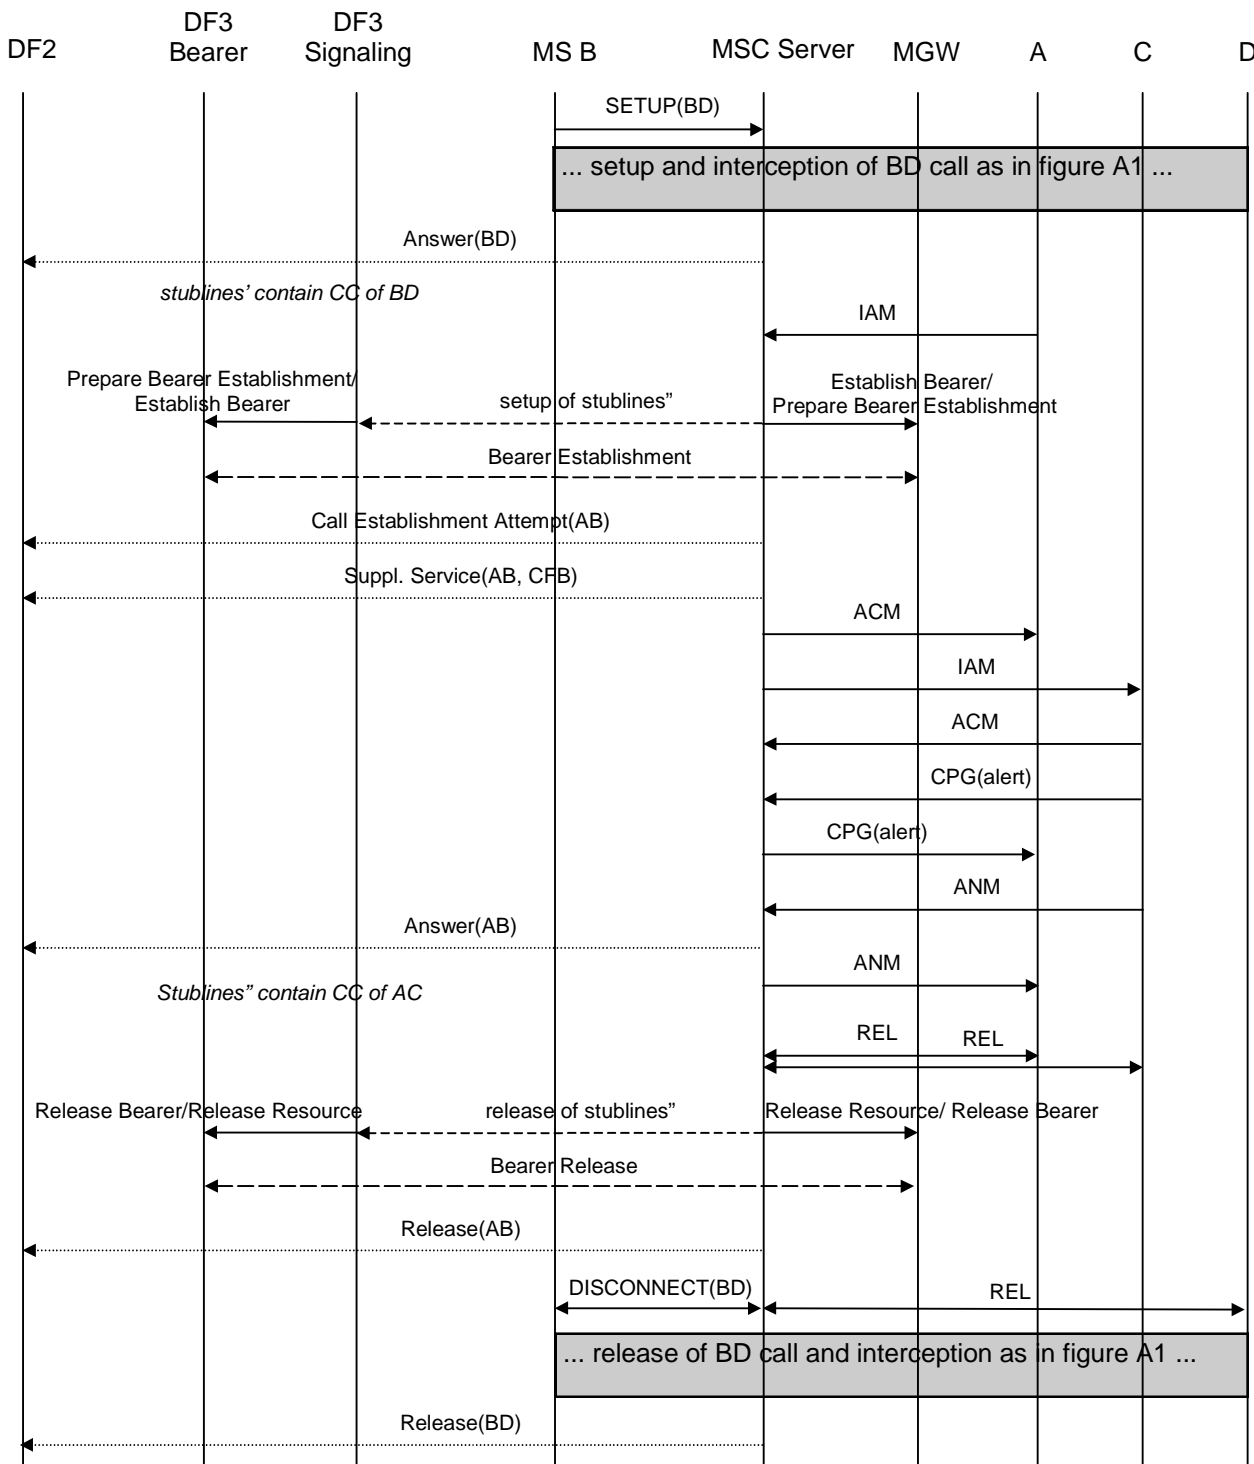 DF3 DF3
DF2 Bearer Signaling MS B MSC Server MGW A C D
SETUP(BD)
... setup and interception of BD call as in figure A1 ...
Answer(BD)
stublines’ contain CC of BD
IAM
Prepare Bearer Establishment/
Establish Bearer
setup of stublines”
Establish Bearer/
Prepare Bearer Establishment
Bearer Establishment
Call Establishment Attempt(AB)
Suppl. Service(AB, CFB)
ACM
IAM
ACM
CPG(alert)
CPG(alert)
ANM
Answer(AB)
ANM
Stublines” contain CC of AC
REL REL
Release Bearer/Release Resource release of stublines” Release Resource/ Release Bearer
Bearer Release
Release(AB)
DISCONNECT(BD) REL
... release of BD call and interception as in figure A1 ...
Release(BD)